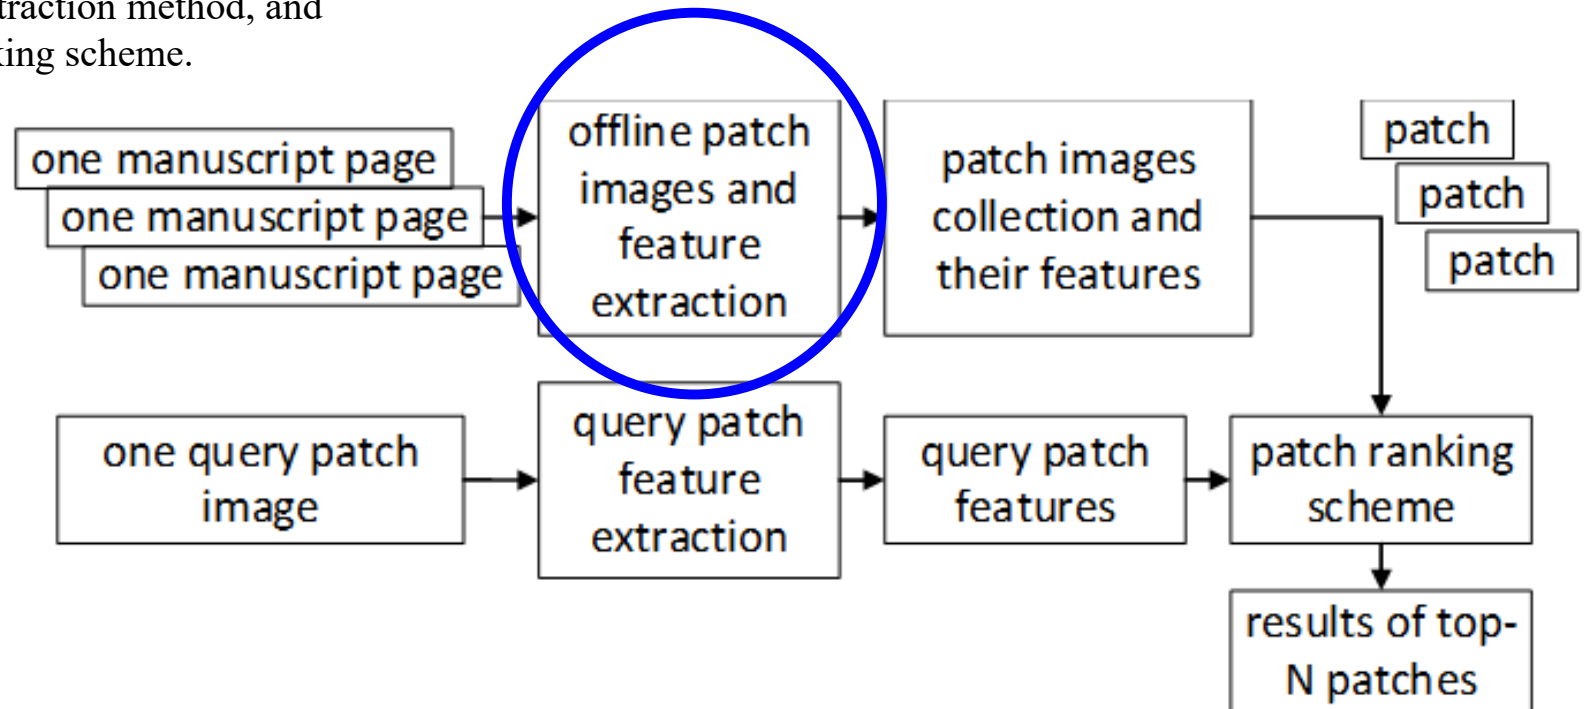 traction method, and
king scheme.
one manuscript page
one manuscript page
one manuscript page
offline patch
images and
feature
extraction
patch images
collection and
their features
patch
patch
patch
one query patch
image
query patch
feature
extraction
query patch
features
patch ranking
scheme
results of top-
N patches